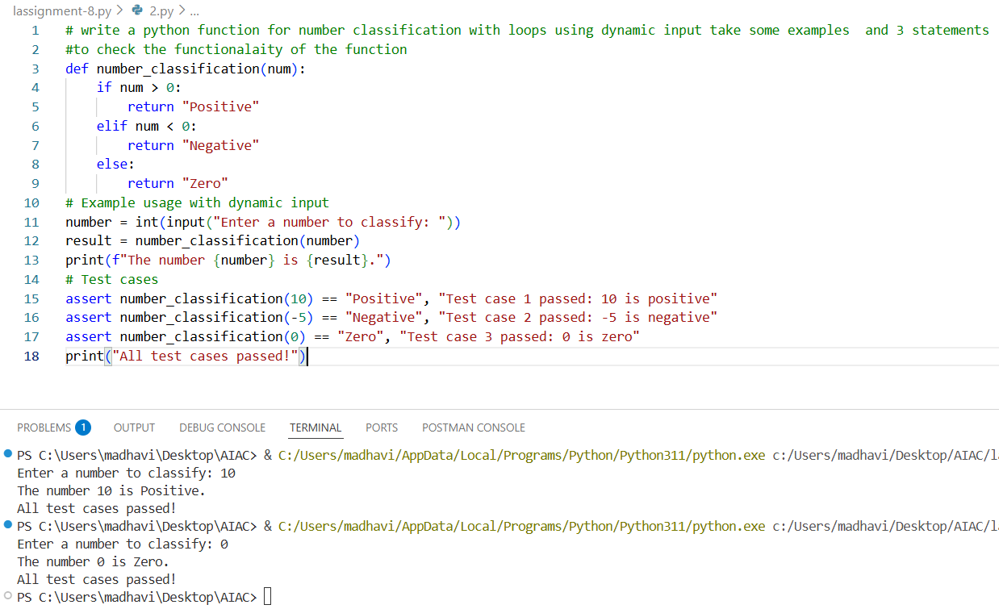 lassignment-8.py > 2.py > ...
1 # write a python function for number classification with loops using dynamic input take some examples  and 3 statements
2 #to check the functionalaity of the function
3 def number_classification(num):
4     if num > 0:
5         return "Positive"
6     elif num < 0:
7         return "Negative"
8     else:
9         return "Zero"
10 # Example usage with dynamic input
11 number = int(input("Enter a number to classify: "))
12 result = number_classification(number)
13 print(f"The number {number} is {result}.")
14 # Test cases
15 assert number_classification(10) == "Positive", "Test case 1 passed: 10 is positive"
16 assert number_classification(-5) == "Negative", "Test case 2 passed: -5 is negative"
17 assert number_classification(0) == "Zero", "Test case 3 passed: 0 is zero"
18 print("All test cases passed!")
PROBLEMS 1 OUTPUT DEBUG CONSOLE TERMINAL PORTS POSTMAN CONSOLE
PS C:\Users\madhavi\Desktop\AIAC> & C:/Users/madhavi/AppData/Local/Programs/Python/Python311/python.exe c:/Users/madhavi/Desktop/AIAC/la
Enter a number to classify: 10
The number 10 is Positive.
All test cases passed!
PS C:\Users\madhavi\Desktop\AIAC> & C:/Users/madhavi/AppData/Local/Programs/Python/Python311/python.exe c:/Users/madhavi/Desktop/AIAC/la
Enter a number to classify: 0
The number 0 is Zero.
All test cases passed!
PS C:\Users\madhavi\Desktop\AIAC>